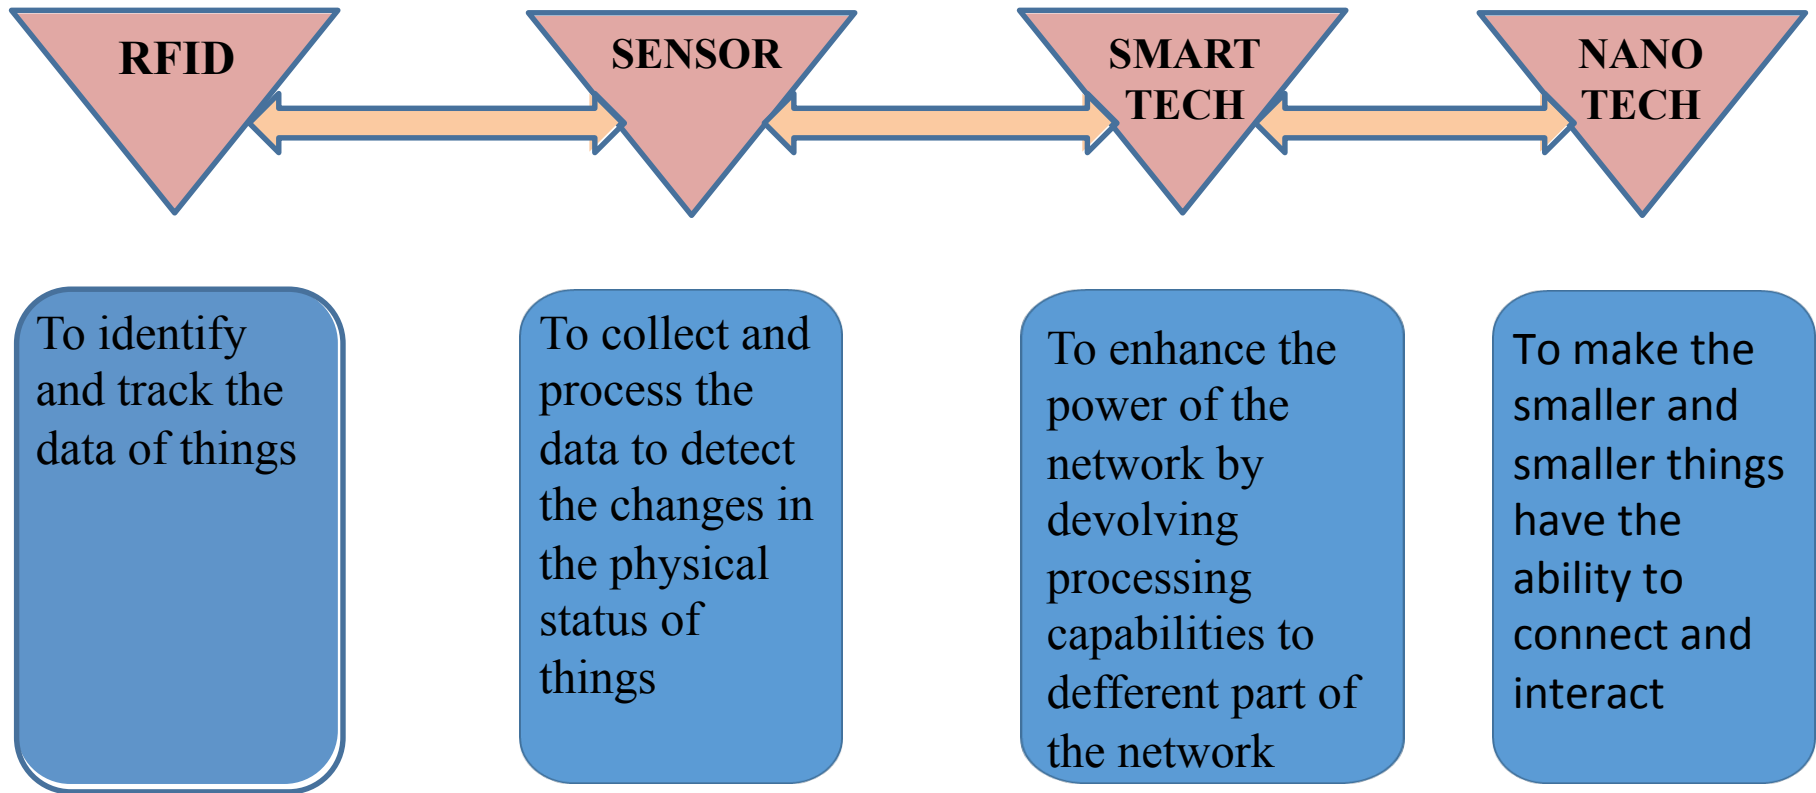 RFID
SENSOR
SMART
TECH
NANO
TECH
To identify
and track the
data of things
To collect and
process the
data to detect
the changes in
the physical
status of
things
To enhance the
power of the
network by
devolving
processing
capabilities to
defferent part of
the network
To make the
smaller and
smaller things
have the
ability to
connect and
interact